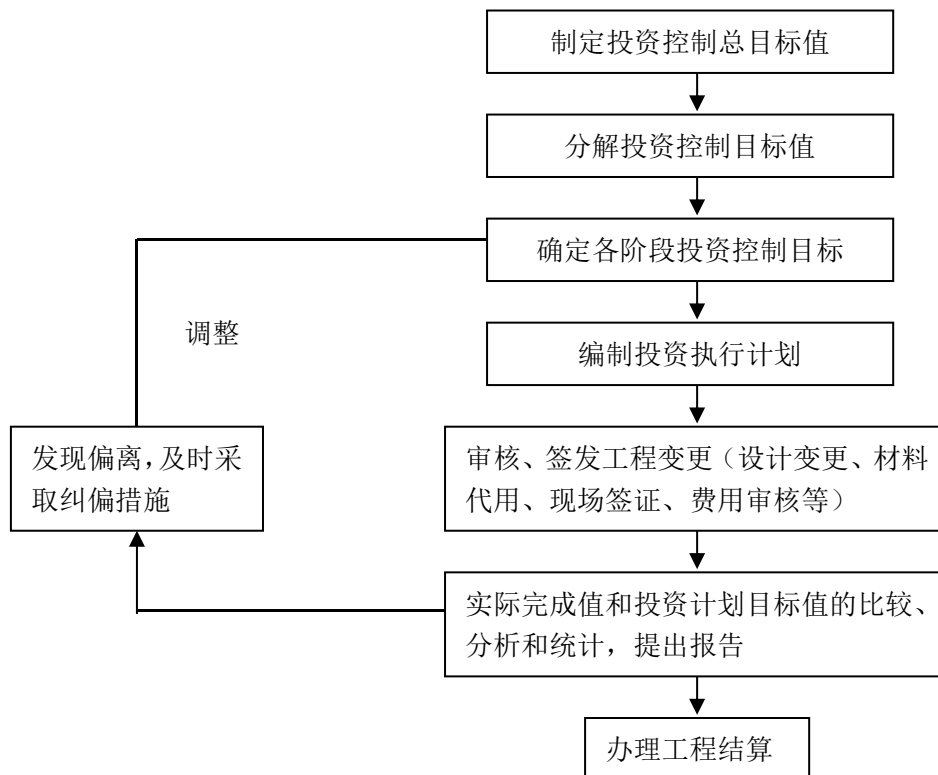 制定投资控制总目标值
分解投资控制目标值
确定各阶段投资控制目标
调整
编制投资执行计划
发现偏离，及时采
取纠偏措施
审核、签发工程变更（设计变更、材料
代用、现场签证、费用审核等）
实际完成值和投资计划目标值的比较、
分析和统计，提出报告
办理工程结算